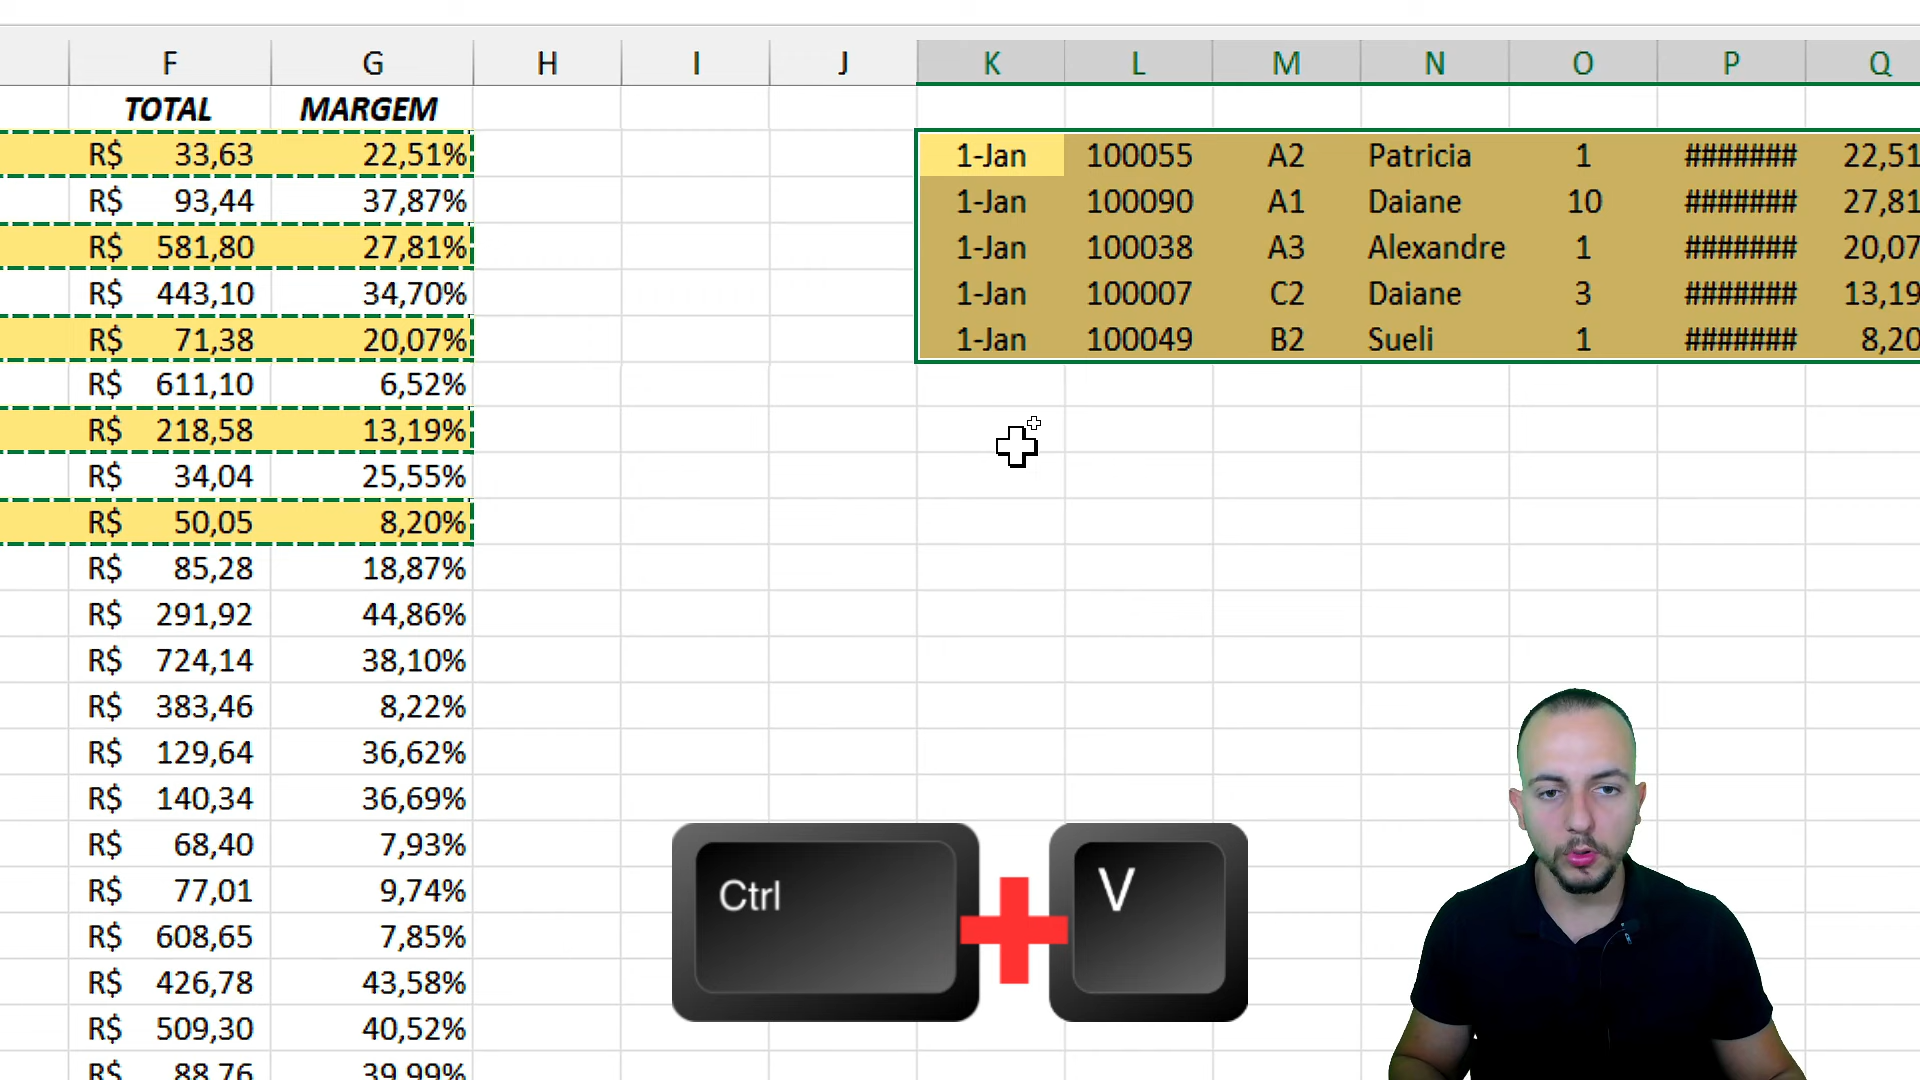 F G H I J K L M N O P Q
TOTAL MARGEM
R$ 33,63 22,51% 1-Jan 100055 A2 Patricia 1 ####### 22,51
R$ 93,44 37,87% 1-Jan 100090 A1 Daiane 10 ####### 27,81
R$ 581,80 27,81% 1-Jan 100038 A3 Alexandre 1 ####### 20,07
R$ 443,10 34,70% 1-Jan 100007 C2 Daiane 3 ####### 13,19
R$ 71,38 20,07% 1-Jan 100049 B2 Sueli 1 ####### 8,20
R$ 611,10 6,52%
R$ 218,58 13,19%
R$ 34,04 25,55%
R$ 50,05 8,20%
R$ 85,28 18,87%
R$ 291,92 44,86%
R$ 724,14 38,10%
R$ 383,46 8,22%
R$ 129,64 36,62%
R$ 140,34 36,69%
R$ 68,40 7,93%
R$ 77,01 9,74%
R$ 608,65 7,85%
R$ 426,78 43,58%
R$ 509,30 40,52%
R$ 88,76 39,99%
Ctrl + V